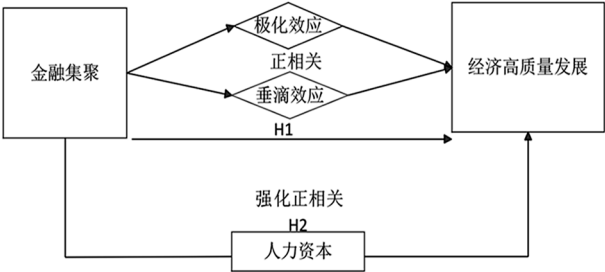 极化效应
正相关
金融集聚
经济高质量发展
垂滴效应
H1
强化正相关
H2
人力资本